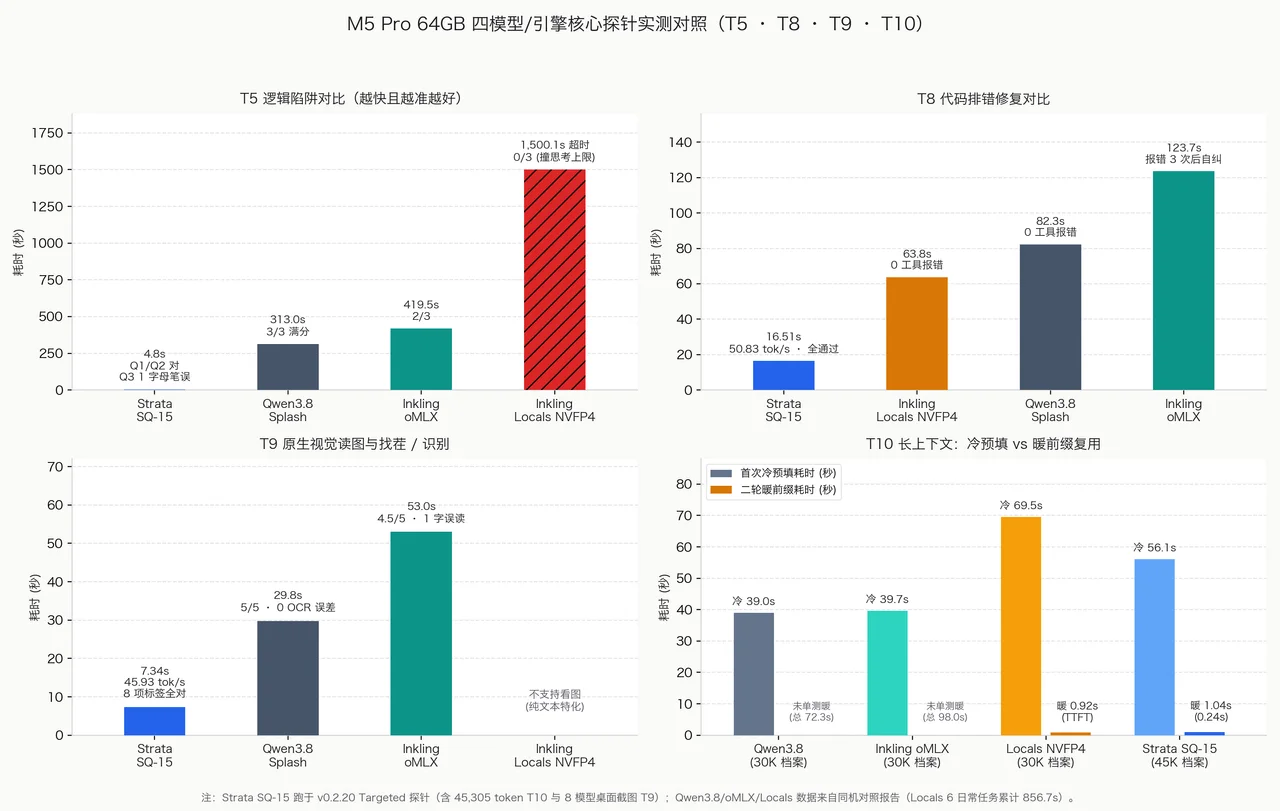 M5 Pro 64GB 四模型/引擎核心探针实测对照（T5 · T8 · T9 · T10）
T5 逻辑陷阱对比（越快且越准越好）
耗时 (秒)
1750
1500
1250
1000
750
500
250
0
4.8s
Q1/Q2 对
Q3 1 字母笔误
313.0s
3/3 满分
419.5s
2/3
1,500.1s 超时
0/3 (撞思考上限)
Strata
SQ-15
Qwen3.8
Splash
Inkling
oMLX
Inkling
Locals NVFP4
T8 代码排错修复对比
耗时 (秒)
140
120
100
80
60
40
20
0
16.51s
50.83 tok/s · 全通过
63.8s
0 工具报错
82.3s
0 工具报错
123.7s
报错 3 次后自纠
Strata
SQ-15
Inkling
Locals NVFP4
Qwen3.8
Splash
Inkling
oMLX
T9 原生视觉读图与找茬 / 识别
耗时 (秒)
70
60
50
40
30
20
10
0
7.34s
45.93 tok/s
8 项标签全对
29.8s
5/5 · 0 OCR 误差
53.0s
4.5/5 · 1 字误读
不支持看图
(纯文本特化)
Strata
SQ-15
Qwen3.8
Splash
Inkling
oMLX
Inkling
Locals NVFP4
T10 长上下文：冷预填 vs 暖前缀复用
首次冷预填耗时 (秒)
二轮暖前缀耗时 (秒)
耗时 (秒)
80
70
60
50
40
30
20
10
0
冷 39.0s
未单测暖
(总 72.3s)
冷 39.7s
未单测暖
(总 98.0s)
冷 69.5s
暖 0.92s
(TTFT)
冷 56.1s
暖 1.04s
(0.24s)
Qwen3.8
(30K 档案)
Inkling oMLX
(30K 档案)
Locals NVFP4
(30K 档案)
Strata SQ-15
(45K 档案)
注：Strata SQ-15 跑于 v0.2.20 Targeted 探针（含 45,305 token T10 与 8 模型桌面截图 T9）；Qwen3.8/oMLX/Locals 数据来自同机对照报告（Locals 6 日常任务累计 856.7s）。